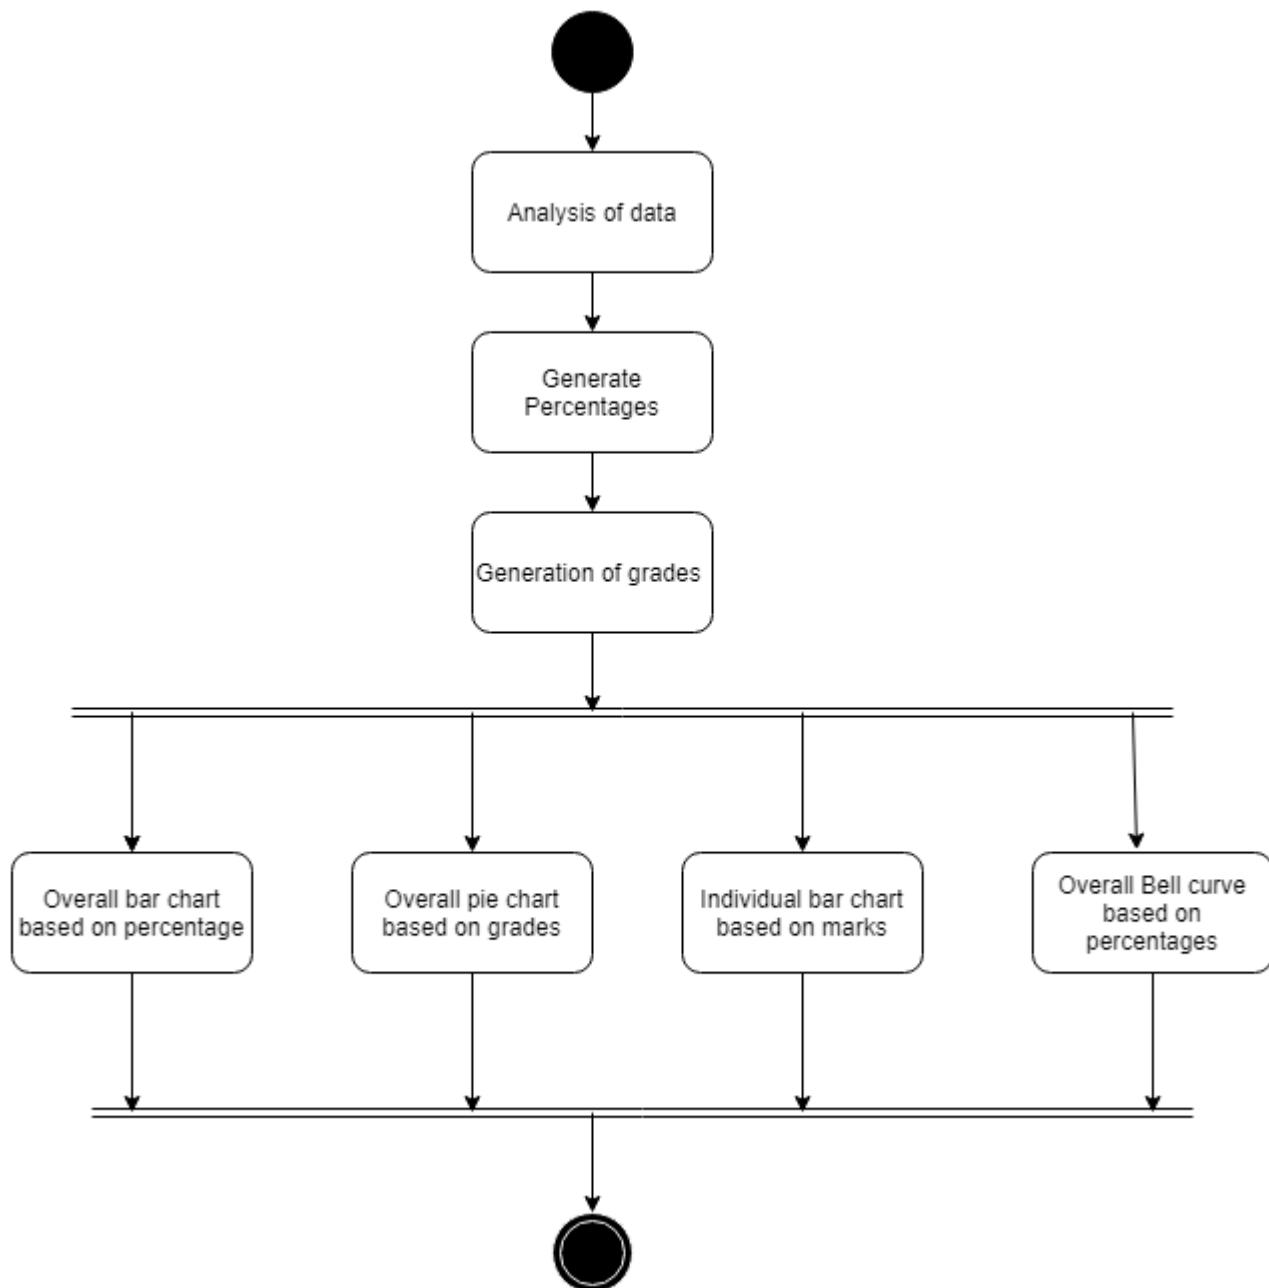 Analysis of data
Generate
Percentages
Generation of grades
Overall bar chart
based on percentage
Overall pie chart
based on grades
Individual bar chart
based on marks
Overall Bell curve
based on
percentages